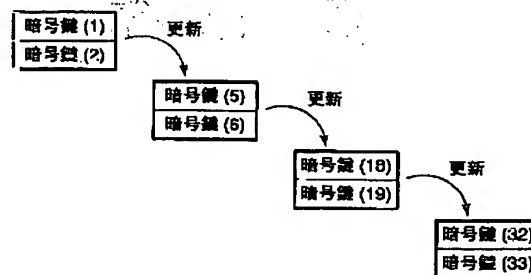 暗号鍵 (1)
暗号鍵 (2)
更新
暗号鍵 (5)
暗号鍵 (6)
更新
暗号鍵 (18)
暗号鍵 (19)
更新
暗号鍵 (32)
暗号鍵 (33)